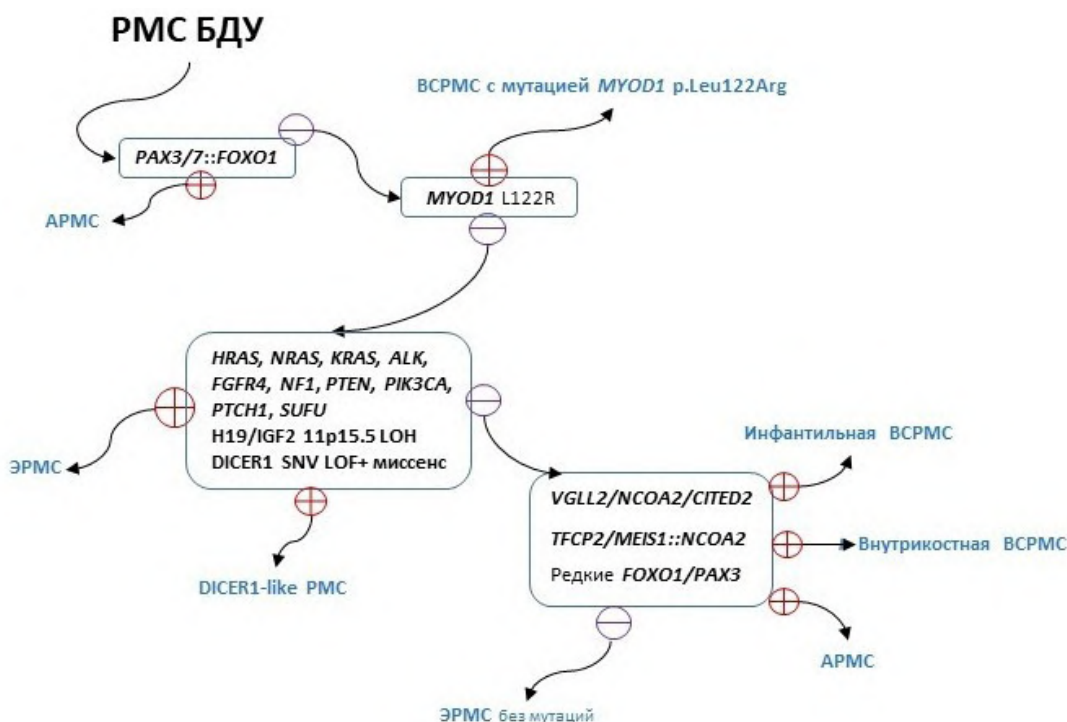 РМС БДУ
ВСРМС с мутацией MYOD1 p.Leu122Arg
PAX3/7::FOXO1
MYOD1 L122R
АРМС
HRAS, NRAS, KRAS, ALK,
FGFR4, NF1, PTEN, PIK3CA,
PTCH1, SUFU
H19/IGF2 11p15.5 LOH
DICER1 SNV LOF+ миссенс
ЭРМС
DICER1-like РМС
Инфантильная ВСРМС
VGLL2/NCOA2/CITED2
TFCP2/MEIS1::NCOA2
Внутрикостная ВСРМС
Редкие FOXO1/PAX3
АРМС
ЭРМС без мутаций